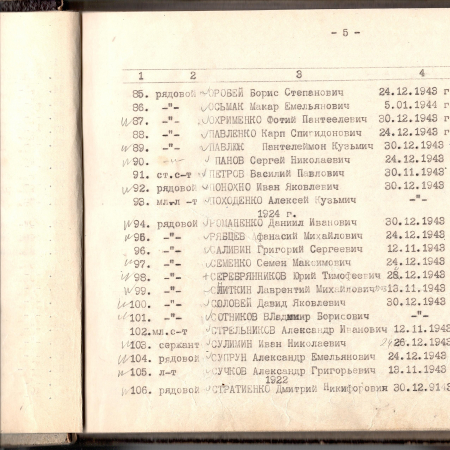 - 5 -
1 2 3 4
85. рядовой ОРОБЕЙ Борис Степанович 24.12.1943 г
86. -"- ОСЬМАК Макар Емельянович 5.01.1944 г
87. -"- ОХРИМЕНКО Фотий Пантеелевич 30.12.1943 г
88. -"- ПАВЛЕНКО Карп Спиридонович 24.12.1943
89. -"- ПАВЛЮК Пантелеймон Кузьмич 30.12.1943
90. -"- ПАНОВ Сергей Николаевич 24.12.1943
91. ст.с-т ПЕТРОВ Василий Павлович 30.11.1943
92. рядовой ПОНОХНО Иван Яковлевич 30.12.1943
93. мл.л -т ПОХОДЕНКО Алексей Кузьмич -"-
1924 г.
94. рядовой РОМАНЕНКО Даниил Иванович 30.12.1943
95. -"- РЯБЦЕВ Афанасий Михайлович 24.12.1943
96. -"- САЛИВИН Григорий Сергеевич 12.11.1943
97. -"- СЕМЕНКО Семен Максимович 24.12.1943
98. -"- СЕРЕБРЯННИКОВ Юрий Тимофеевич 28.12.1943
99. -"- СНИТКИН Лаврентий Михайлович 13.11.1943
100. -"- СОЛОВЕЙ Давид Яковлевич 30.12.1943
101. -"- СОТНИКОВ Владимир Борисович -"-
102.мл.с-т СТРЕЛЬНИКОВ Александр Иванович 12.11.1943
103. сержант СУЛИМИН Иван Николаевич 26.12.1943
104. рядовой СУПРУН Александр Емельянович 24.12.1943
105. л-т СУЧКОВ Александр Григорьевич 13.11.1943
1922
106. рядовой СТРАТИЕНКО Дмитрий Никифорович 30.12.9143